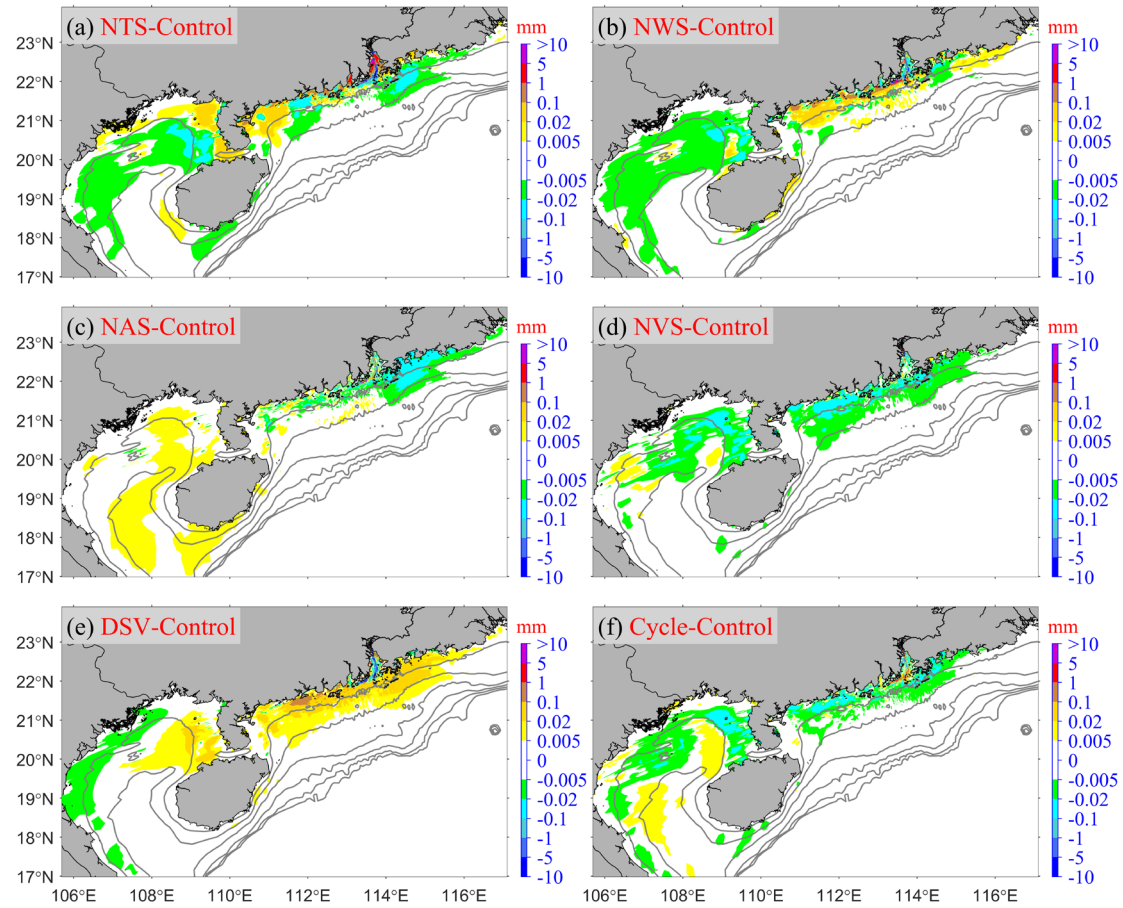 (a) NTS-Control
mm
(b) NWS-Control
mm
23°N
22°N
21°N
20°N
19°N
18°N
17°N
>10
5
1
0.1
0.02
0.005
0
-0.005
-0.02
-0.1
-1
-5
-10
>10
5
1
0.1
0.02
0.005
0
-0.005
-0.02
-0.1
-1
-5
-10
(c) NAS-Control
mm
(d) NVS-Control
mm
23°N
22°N
21°N
20°N
19°N
18°N
17°N
>10
5
1
0.1
0.02
0.005
0
-0.005
-0.02
-0.1
-1
-5
-10
>10
5
1
0.1
0.02
0.005
0
-0.005
-0.02
-0.1
-1
-5
-10
(e) DSV-Control
mm
(f) Cycle-Control
mm
23°N
22°N
21°N
20°N
19°N
18°N
17°N
>10
5
1
0.1
0.02
0.005
0
-0.005
-0.02
-0.1
-1
-5
-10
>10
5
1
0.1
0.02
0.005
0
-0.005
-0.02
-0.1
-1
-5
-10
106°E 108°E 110°E 112°E 114°E 116°E
106°E 108°E 110°E 112°E 114°E 116°E